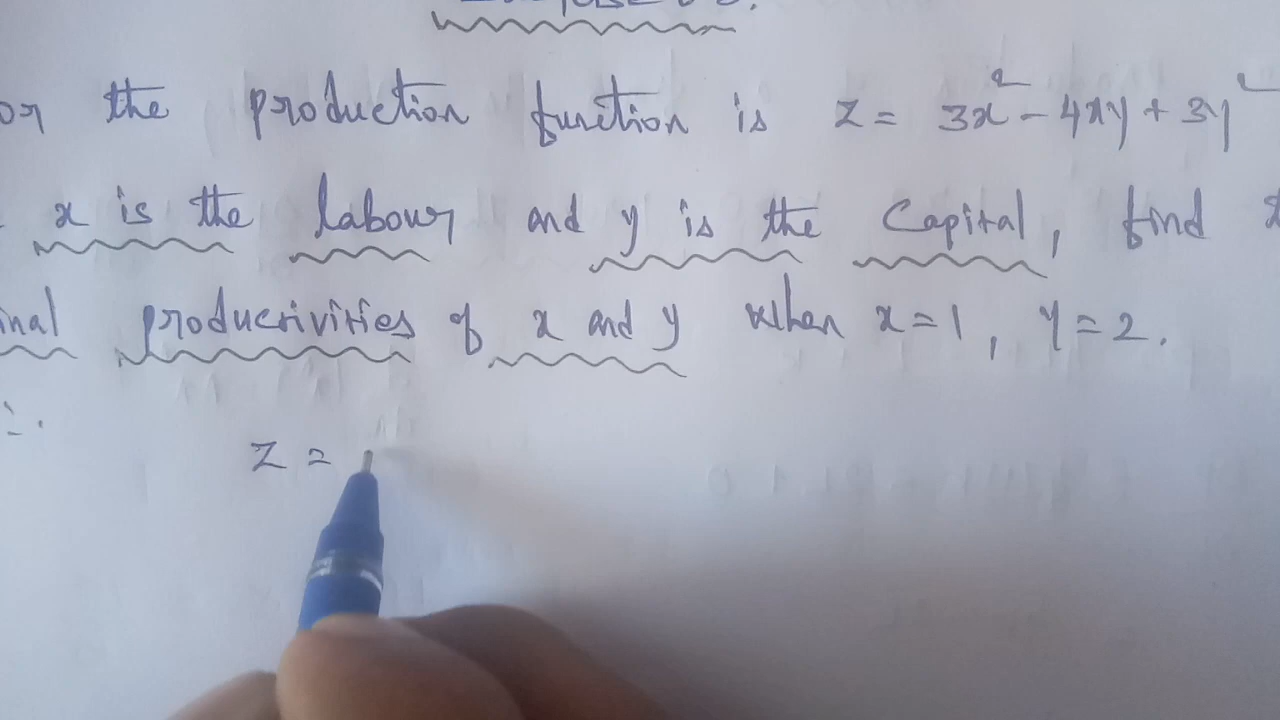 the production function is z = 3x² - 4xy + 3y²
x is the labour and y is the Capital, find
productivities of x and y when x=1, y=2.
z =